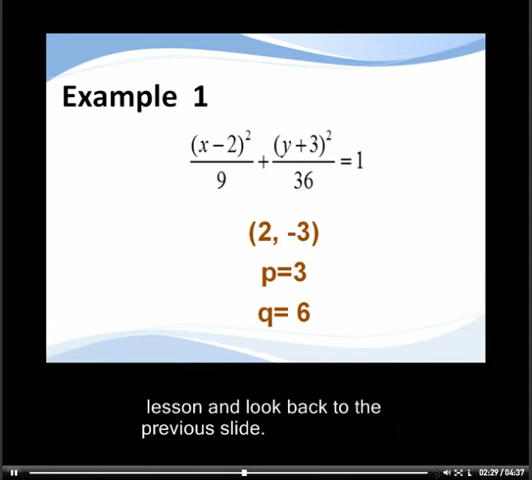 Example 1
(x-2)²/9 + (y+3)²/36 = 1
(2, -3)
p=3
q= 6
lesson and look back to the
previous slide.
02:29 / 04:37